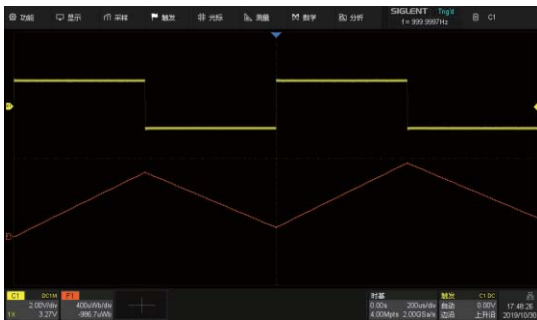 功能 显示 采样 触发 光标 测量 数学 分析 SIGLENT Trig'd C1
f = 999.9997Hz
C1 DC1M F1 时基 触发 C1 DC
2.00V/div 400uWb/div 0.00s 200us/div 自动 0.00V 17:48:26
1X 3.27V -986.7uWb 4.00Mpts 2.00GSa/s 边沿 上升沿 2019/10/30